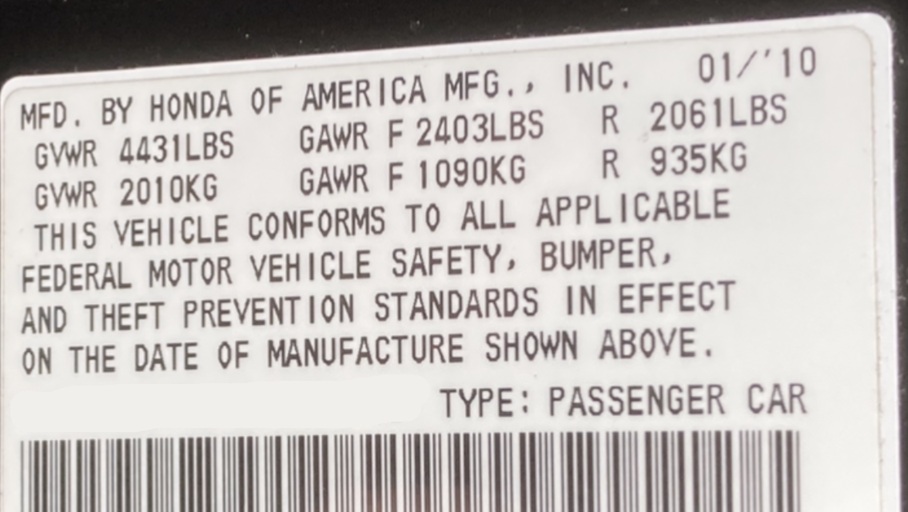 MFD. BY HONDA OF AMERICA MFG., INC. 01/'10
GVWR 4431LBS GAWR F 2403LBS R 2061LBS
GVWR 2010KG GAWR F 1090KG R 935KG
THIS VEHICLE CONFORMS TO ALL APPLICABLE
FEDERAL MOTOR VEHICLE SAFETY, BUMPER,
AND THEFT PREVENTION STANDARDS IN EFFECT
ON THE DATE OF MANUFACTURE SHOWN ABOVE.
TYPE: PASSENGER CAR